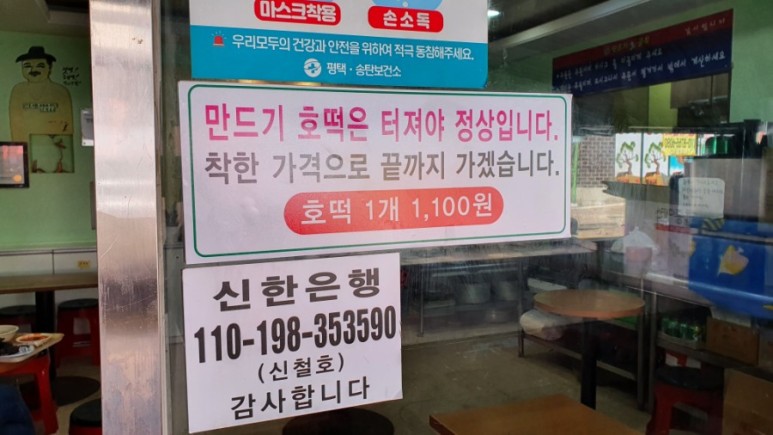 마스크착용
손소독
우리모두의 건강과 안전을 위하여 적극 동참해주세요.
평택·송탄보건소
만드기 호떡은 터져야 정상입니다.
착한 가격으로 끝까지 가겠습니다.
호떡 1개 1,100원
신한은행
110-198-353590
(신철호)
감사합니다